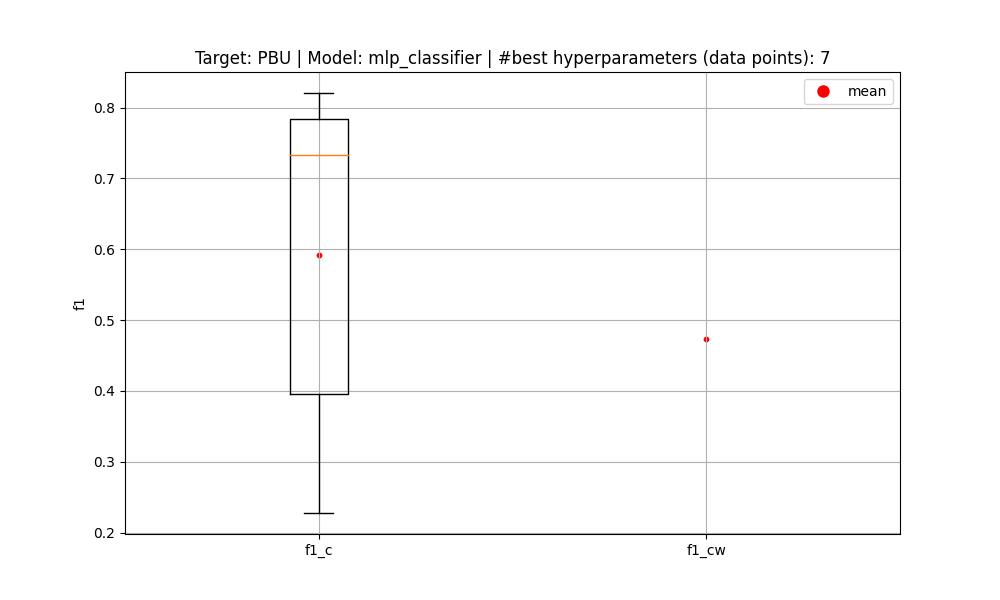 Target: PBU | Model: mlp_classifier | #best hyperparameters (data points): 7
mean
0.8
0.7
0.6
0.5
0.4
0.3
0.2
f1
f1_c
f1_cw